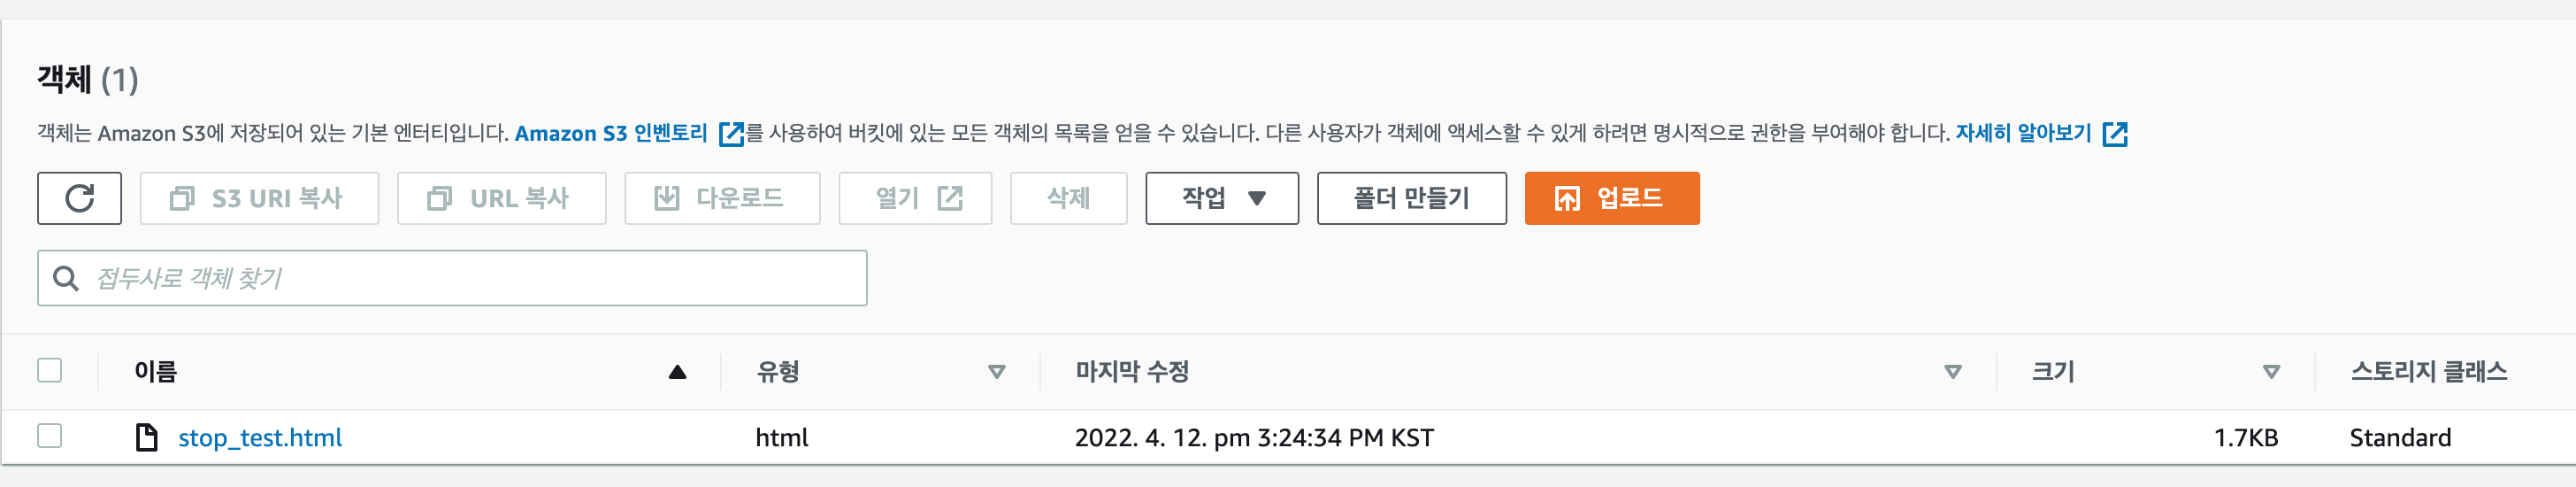 객체 (1)
객체는 Amazon S3에 저장되어 있는 기본 엔터티입니다. Amazon S3 인벤토리 를 사용하여 버킷에 있는 모든 객체의 목록을 얻을 수 있습니다. 다른 사용자가 객체에 액세스할 수 있게 하려면 명시적으로 권한을 부여해야 합니다. 자세히 알아보기
S3 URI 복사 URL 복사 다운로드 열기 삭제 작업 폴더 만들기 업로드
접두사로 객체 찾기
이름 유형 마지막 수정 크기 스토리지 클래스
stop_test.html html 2022. 4. 12. pm 3:24:34 PM KST 1.7KB Standard